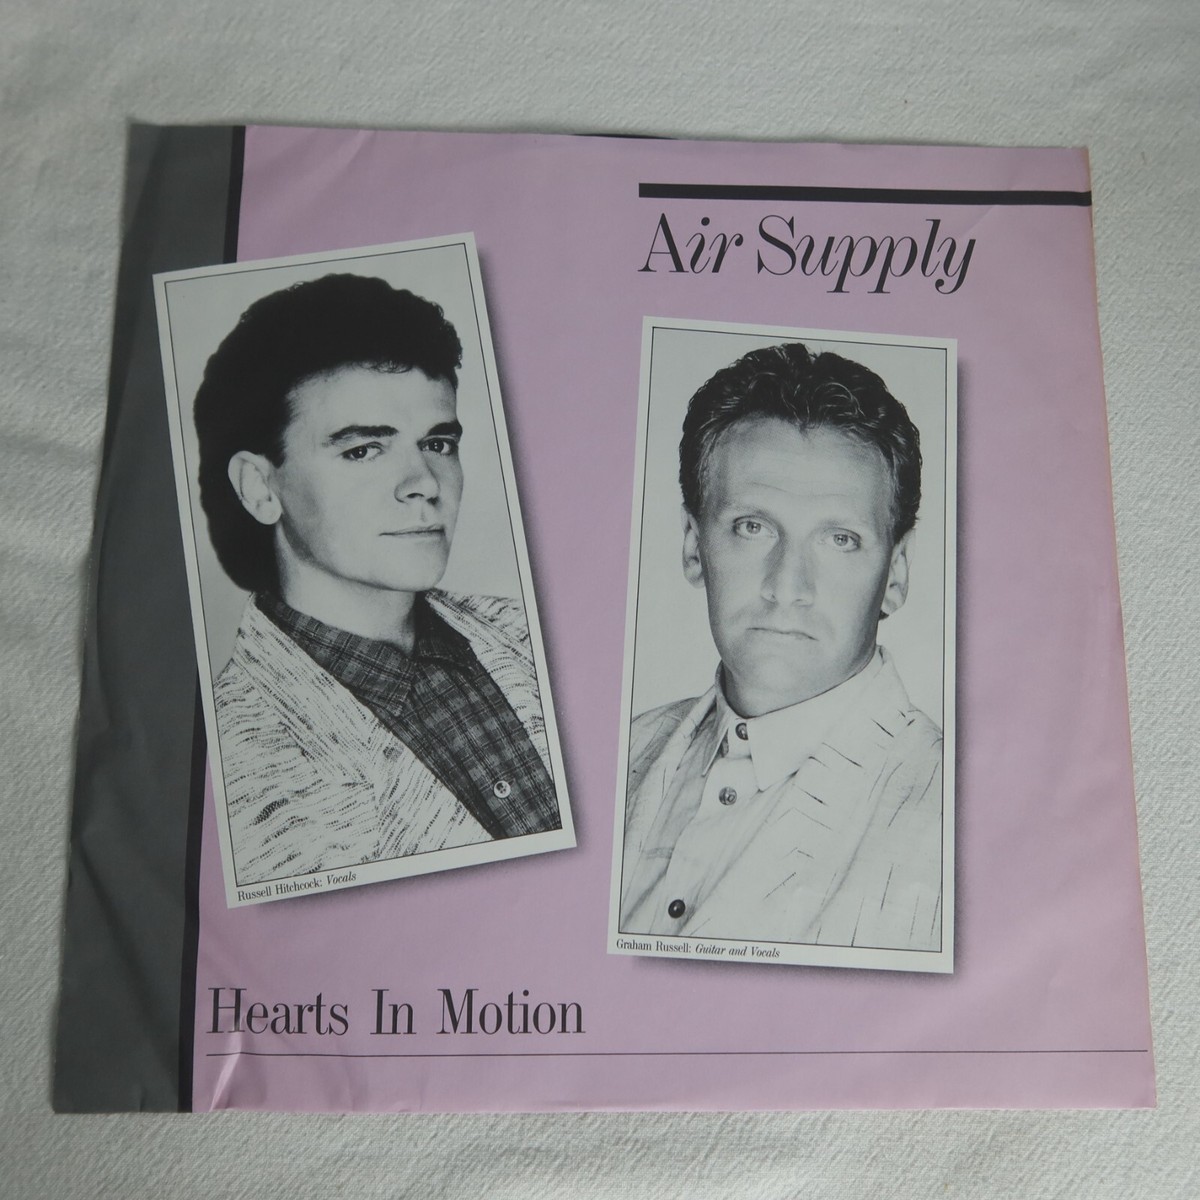 Air Supply
Russell Hitchcock: Vocals
Graham Russell: Guitar and Vocals
Hearts In Motion